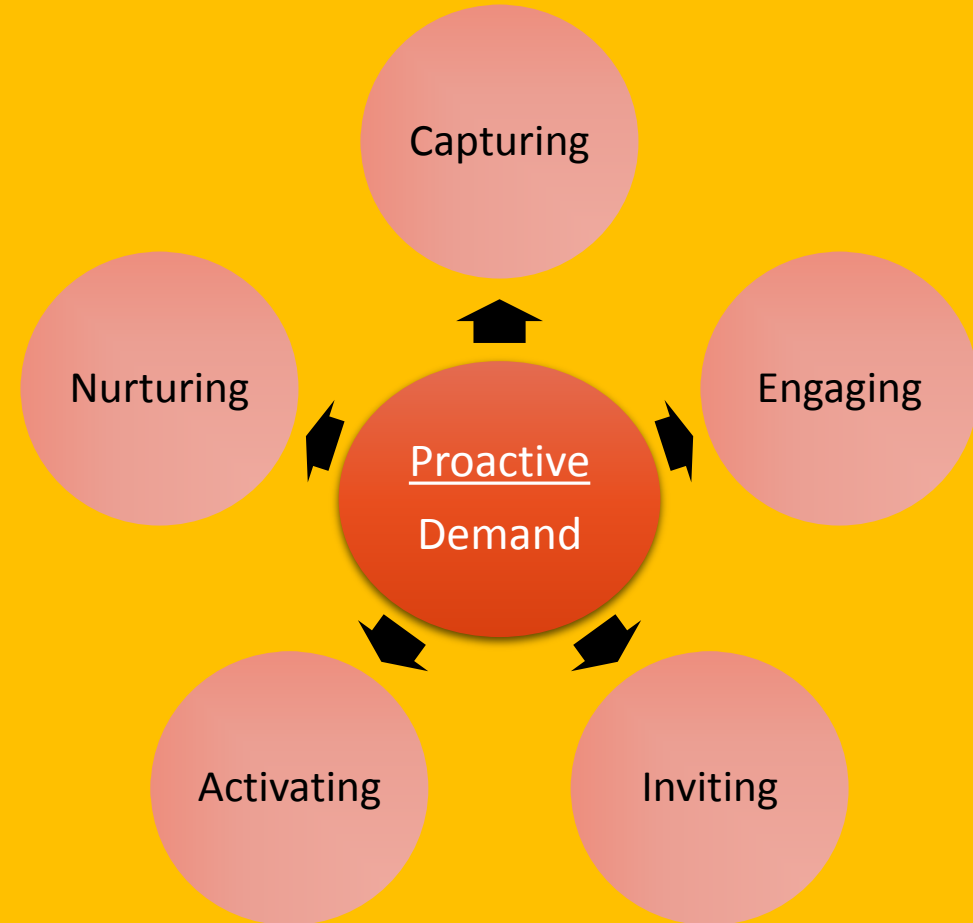 Capturing
Nurturing
Engaging
Proactive
Demand
Activating
Inviting